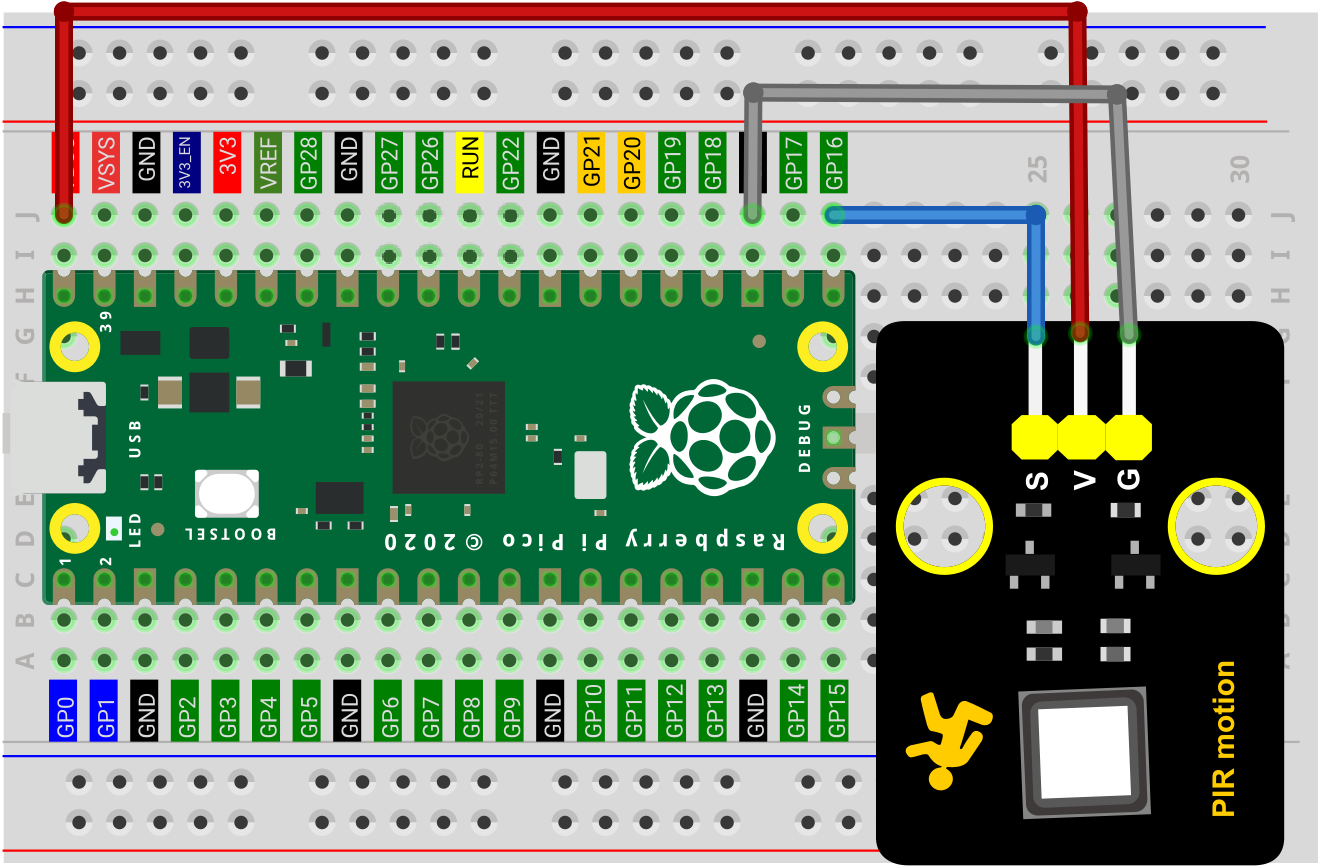 VSYS
GND
3V3_EN
3V3
VREF
GP28
GND
GP27
GP26
RUN
GP22
GND
GP21
GP20
GP19
GP18
GP17
GP16
25
30
J
J
I
I
H
H
G
F
E
D
C
B
A
39
USB
DEBUG
BOOTSEL
LED
1
2
Raspberry Pi Pico © 2020
S
V
G
PIR motion
GP0
GP1
GND
GP2
GP3
GP4
GP5
GND
GP6
GP7
GP8
GP9
GND
GP10
GP11
GP12
GP13
GND
GP14
GP15